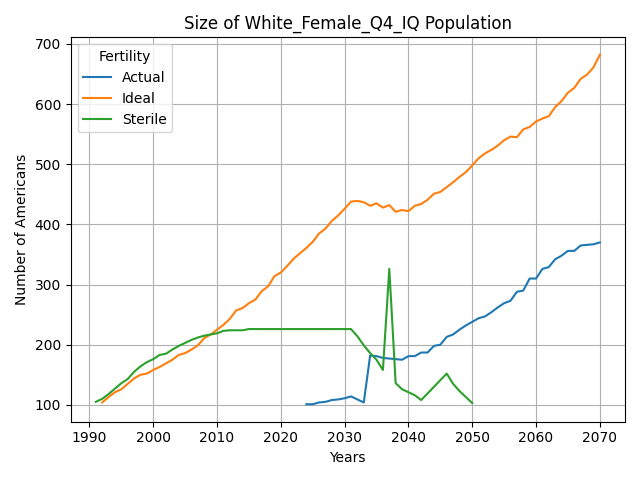 Size of White_Female_Q4_IQ Population
Fertility
Actual
Ideal
Sterile
Number of Americans
700
600
500
400
300
200
100
1990 2000 2010 2020 2030 2040 2050 2060 2070
Years